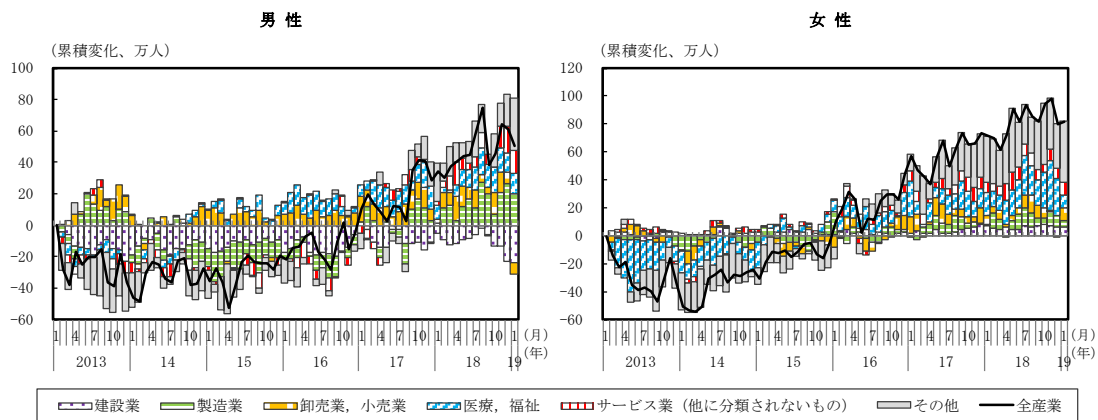 男 性
（累積変化、万人）
100
80
60
40
20
0
−20
−40
−60
1 4 7 10 1 4 7 10 1 4 7 10 1 4 7 10 1 4 7 10 1 4 7 10 1 （月）
2013 14 15 16 17 18 19 （年）
女 性
（累積変化、万人）
120
100
80
60
40
20
0
−20
−40
−60
1 4 7 10 1 4 7 10 1 4 7 10 1 4 7 10 1 4 7 10 1 4 7 10 1 （月）
2013 14 15 16 17 18 19 （年）
建設業 製造業 卸売業，小売業 医療，福祉 サービス業（他に分類されないもの） その他 全産業